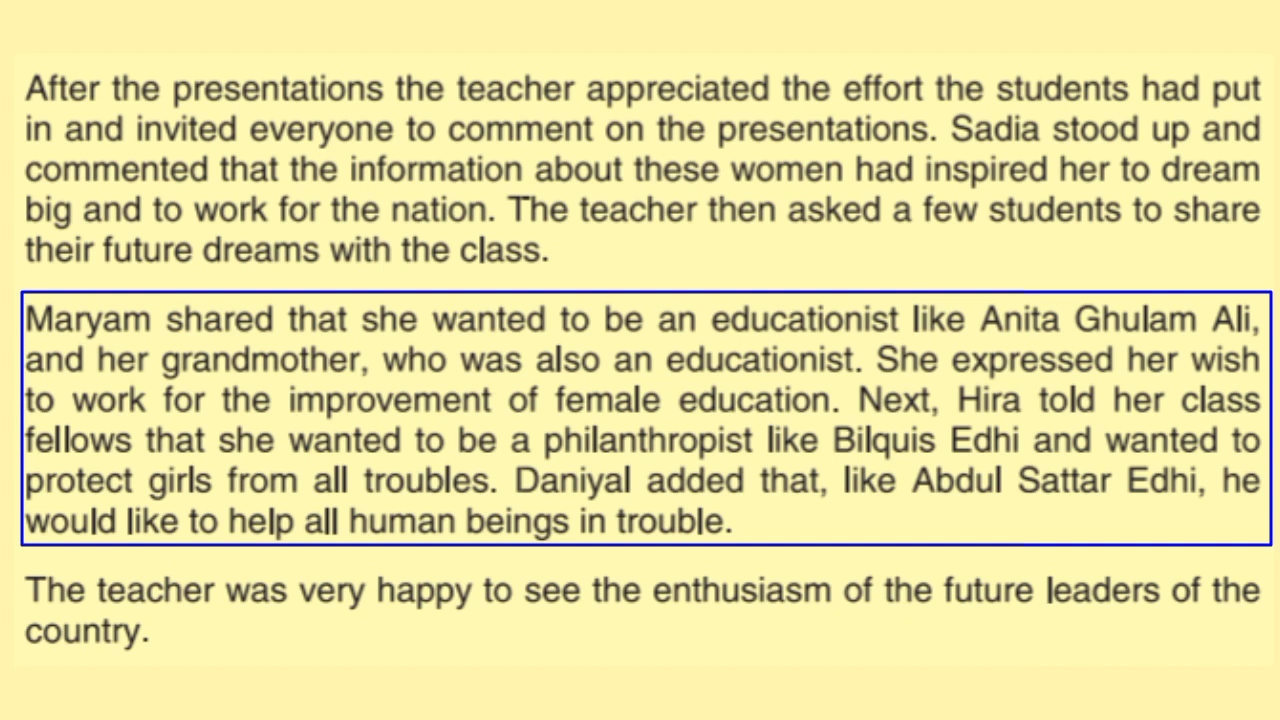 After the presentations the teacher appreciated the effort the students had put
in and invited everyone to comment on the presentations. Sadia stood up and
commented that the information about these women had inspired her to dream
big and to work for the nation. The teacher then asked a few students to share
their future dreams with the class.
Maryam shared that she wanted to be an educationist like Anita Ghulam Ali,
and her grandmother, who was also an educationist. She expressed her wish
to work for the improvement of female education. Next, Hira told her class
fellows that she wanted to be a philanthropist like Bilquis Edhi and wanted to
protect girls from all troubles. Daniyal added that, like Abdul Sattar Edhi, he
would like to help all human beings in trouble.
The teacher was very happy to see the enthusiasm of the future leaders of the
country.